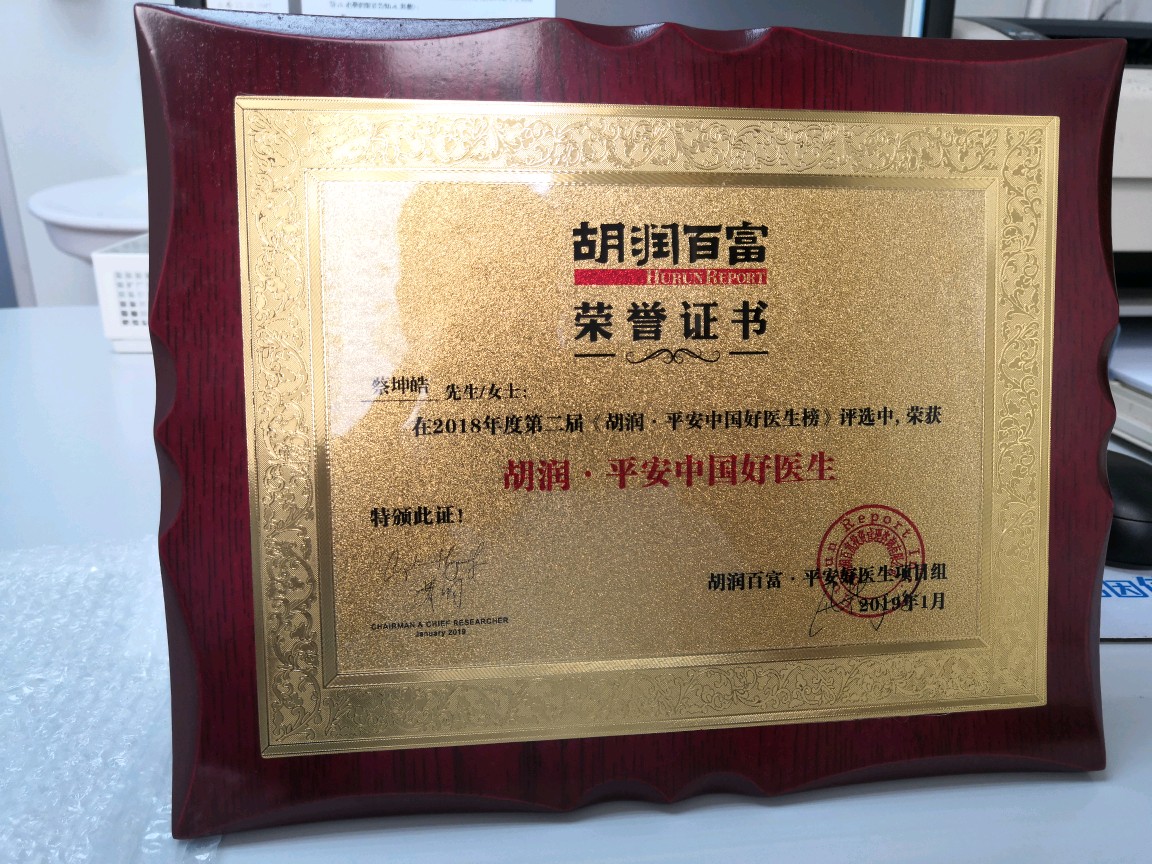 胡润百富
HURUN REPORT
荣誉证书
蔡坤皓 先生/女士:
在2018年度第二届《胡润·平安中国好医生榜》评选中, 荣获
胡润·平安中国好医生
特颁此证!
CHAIRMAN & CHIEF RESEARCHER
January 2019
胡润百富·平安好医生项目组
2019年1月